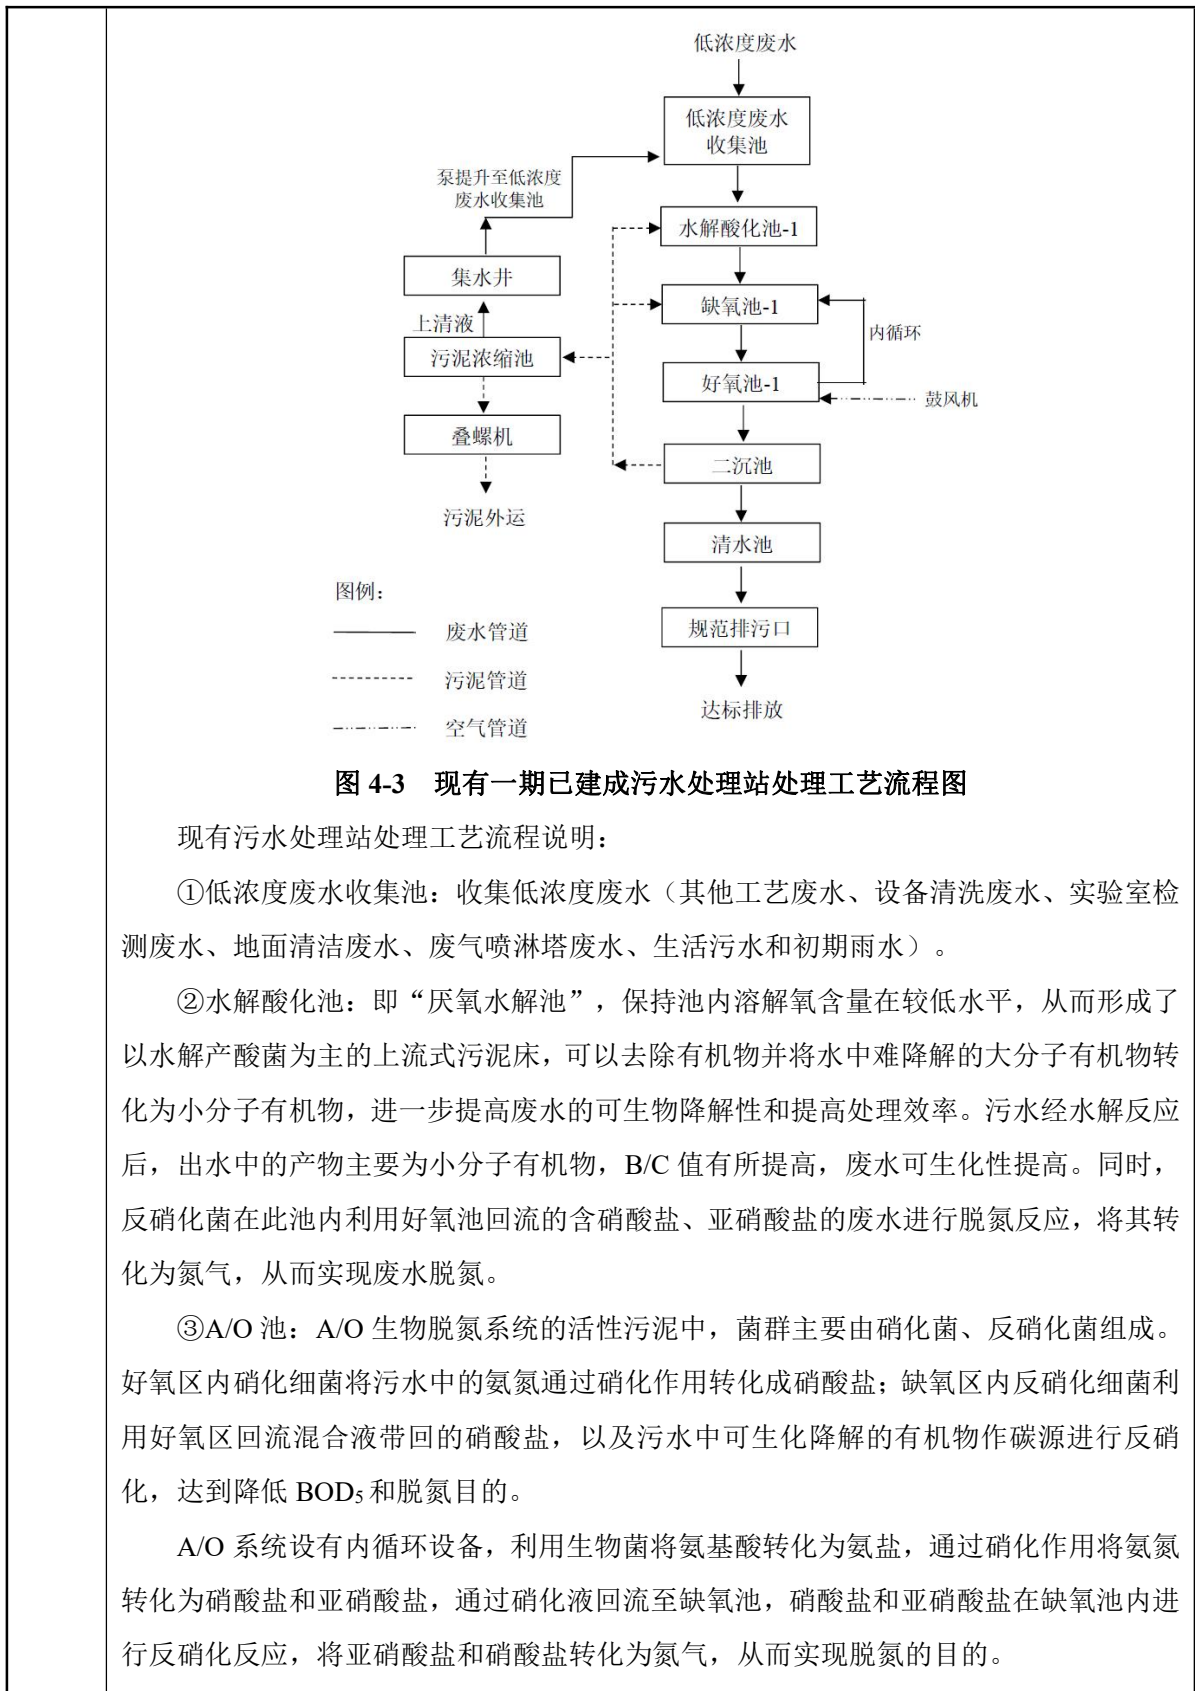 低浓度废水
低浓度废水
收集池
泵提升至低浓度
废水收集池
水解酸化池-1
集水井
缺氧池-1
上清液
内循环
污泥浓缩池
好氧池-1
鼓风机
叠螺机
二沉池
污泥外运
清水池
图例：
规范排污口
废水管道
污泥管道
达标排放
空气管道
图 4-3 现有一期已建成污水处理站处理工艺流程图
现有污水处理站处理工艺流程说明：
①低浓度废水收集池：收集低浓度废水（其他工艺废水、设备清洗废水、实验室检
测废水、地面清洁废水、废气喷淋塔废水、生活污水和初期雨水）。
②水解酸化池：即“厌氧水解池”，保持池内溶解氧含量在较低水平，从而形成了
以水解产酸菌为主的上流式污泥床，可以去除有机物并将水中难降解的大分子有机物转
化为小分子有机物，进一步提高废水的可生物降解性和提高处理效率。污水经水解反应
后，出水中的产物主要为小分子有机物，B/C 值有所提高，废水可生化性提高。同时，
反硝化菌在此池内利用好氧池回流的含硝酸盐、亚硝酸盐的废水进行脱氮反应，将其转
化为氮气，从而实现废水脱氮。
③A/O 池：A/O 生物脱氮系统的活性污泥中，菌群主要由硝化菌、反硝化菌组成。
好氧区内硝化细菌将污水中的氨氮通过硝化作用转化成硝酸盐；缺氧区内反硝化细菌利
用好氧区回流混合液带回的硝酸盐，以及污水中可生化降解的有机物作碳源进行反硝
化，达到降低 BOD₅和脱氮目的。
A/O 系统设有内循环设备，利用生物菌将氨基酸转化为氨盐，通过硝化作用将氨氮
转化为硝酸盐和亚硝酸盐，通过硝化液回流至缺氧池，硝酸盐和亚硝酸盐在缺氧池内进
行反硝化反应，将亚硝酸盐和硝酸盐转化为氮气，从而实现脱氮的目的。